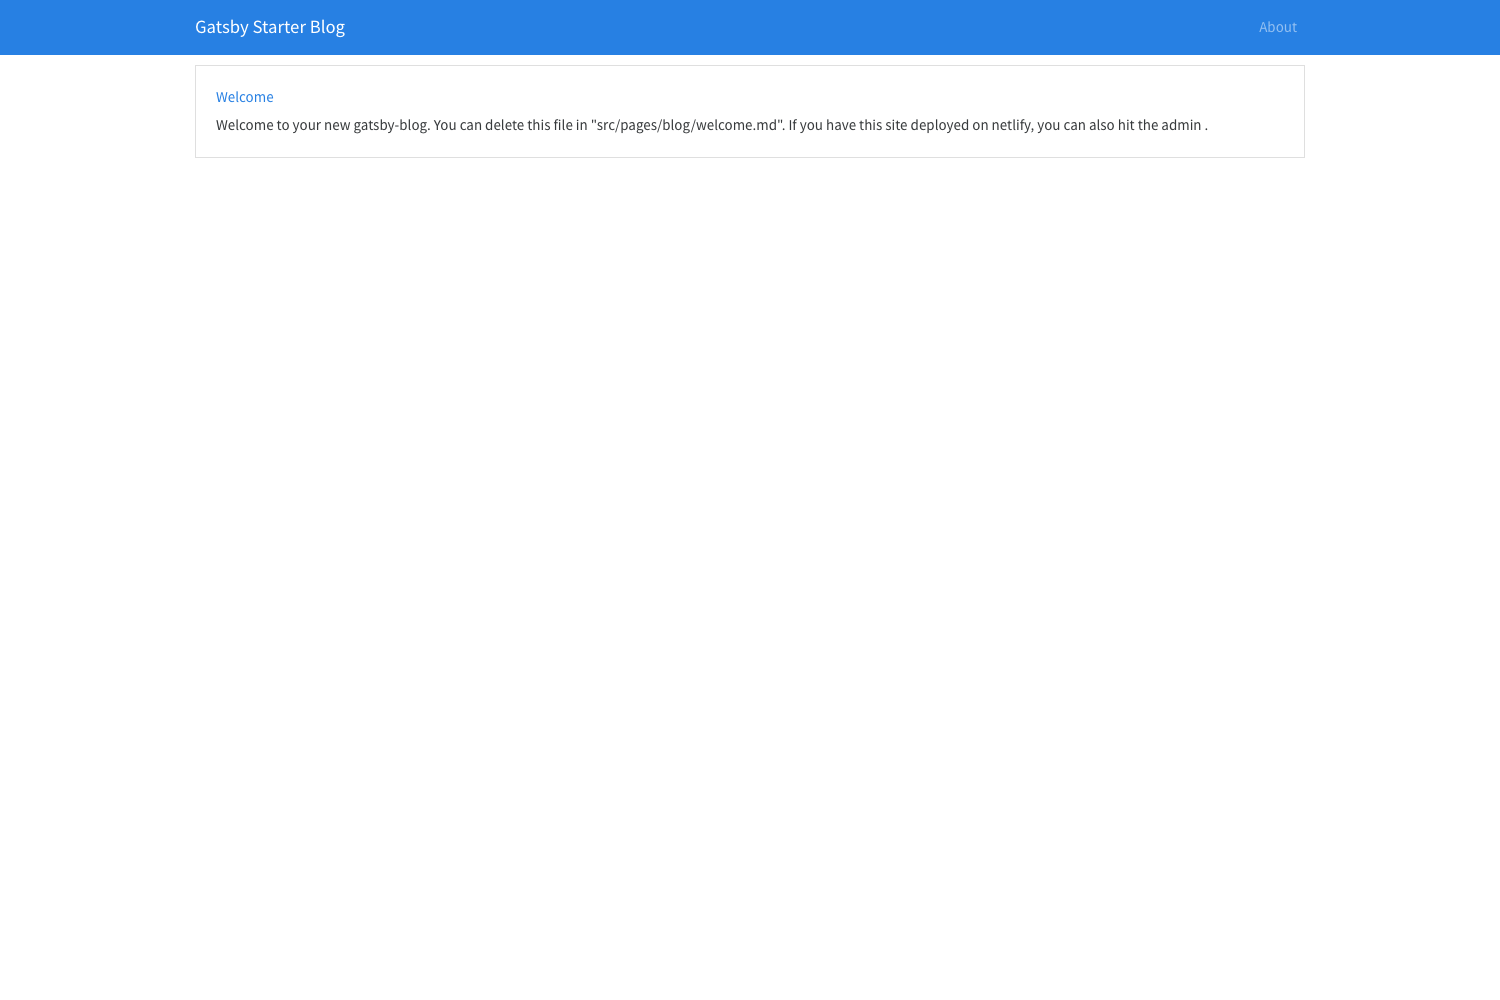 Gatsby Starter Blog
About
Welcome
Welcome to your new gatsby-blog. You can delete this file in "src/pages/blog/welcome.md". If you have this site deployed on netlify, you can also hit the admin .